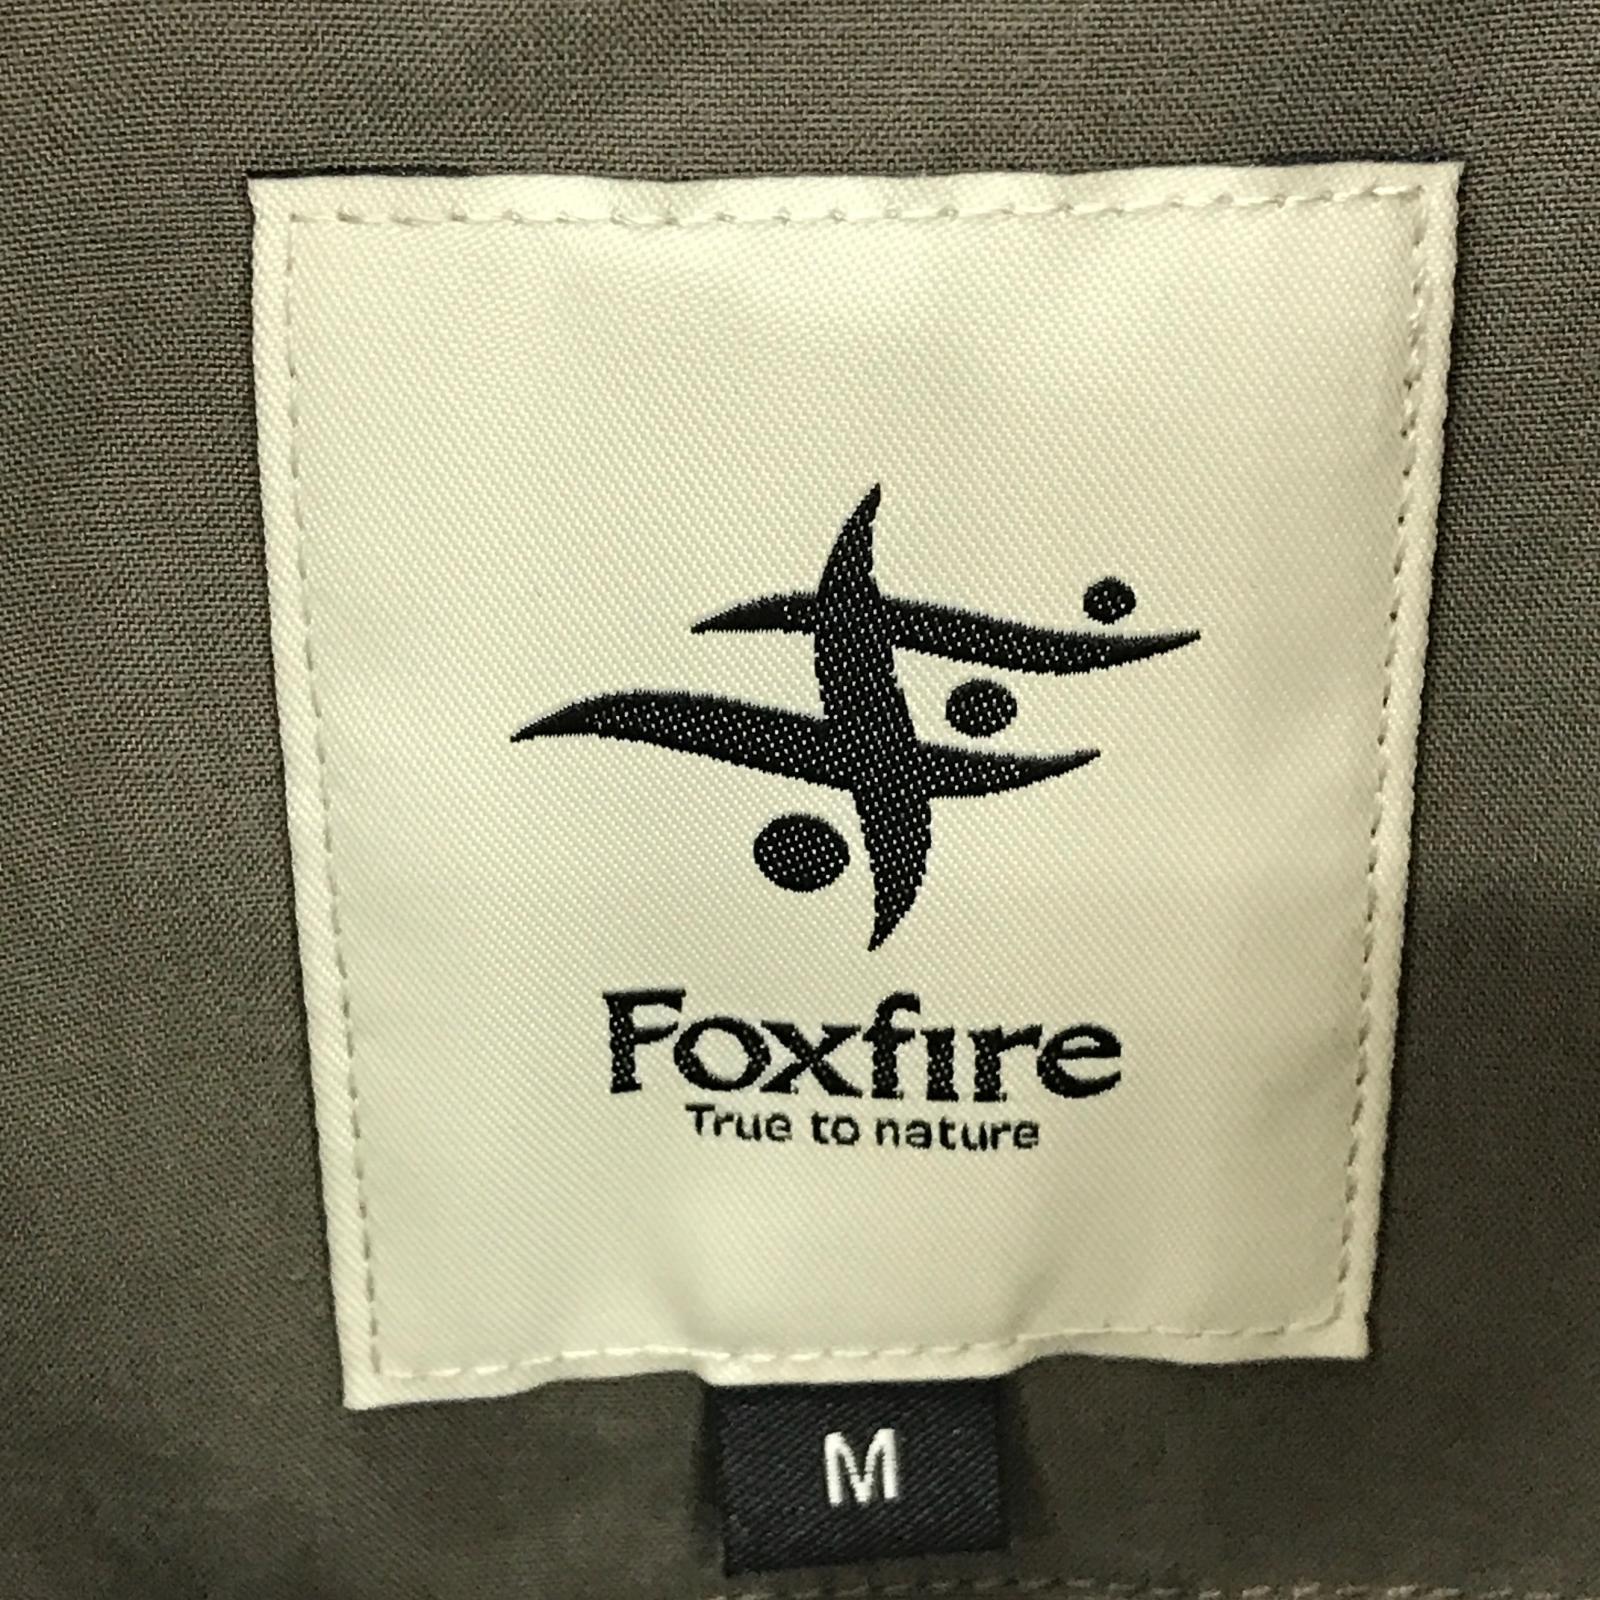 Foxfire
True to nature
M